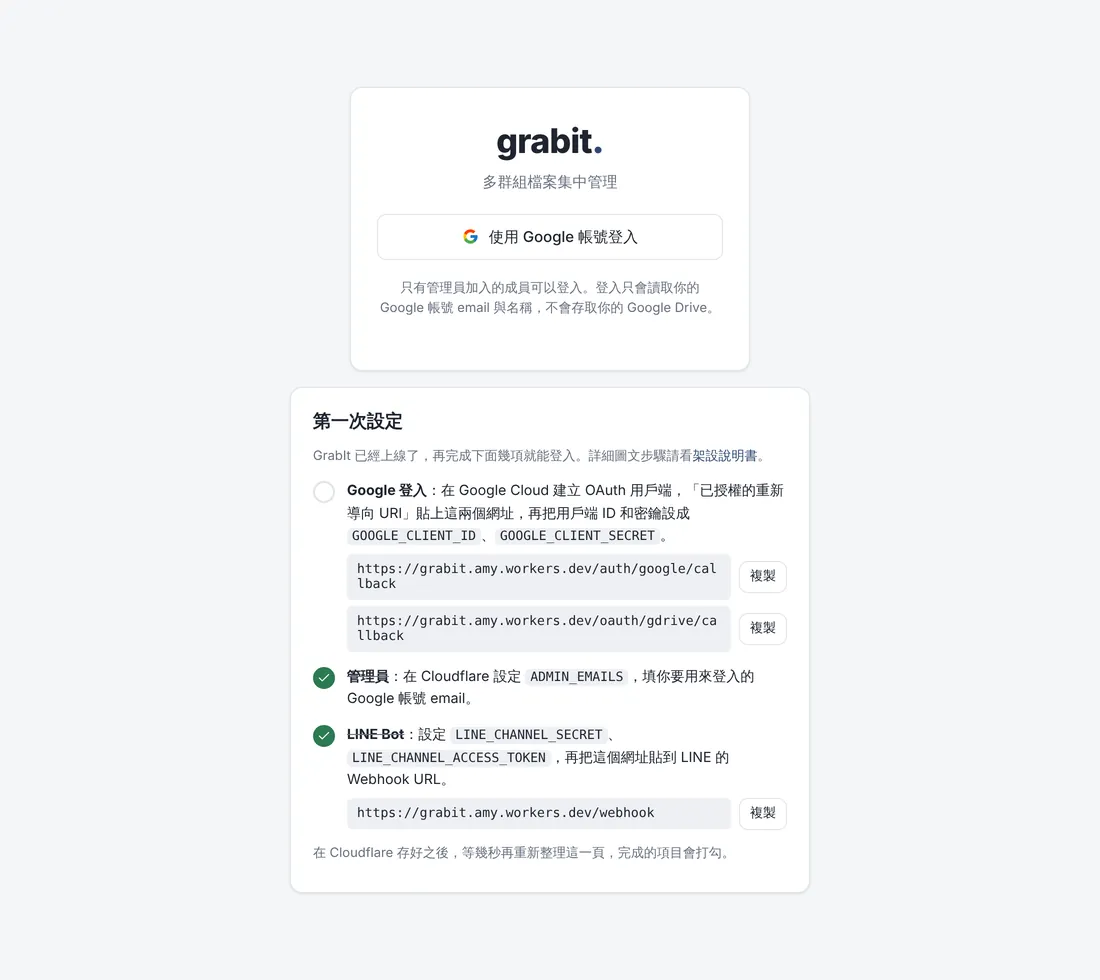 grabit.
多群組檔案集中管理
使用 Google 帳號登入
只有管理員加入的成員可以登入。登入只會讀取你的
Google 帳號 email 與名稱，不會存取你的 Google Drive。
第一次設定
GrabIt 已經上線了，再完成下面幾項就能登入。詳細圖文步驟請看架設說明書。
Google 登入：在 Google Cloud 建立 OAuth 用戶端，「已授權的重新
導向 URI」貼上這兩個網址，再把用戶端 ID 和密鑰設成
GOOGLE_CLIENT_ID、GOOGLE_CLIENT_SECRET。
https://grabit.amy.workers.dev/auth/google/cal
lback
複製
https://grabit.amy.workers.dev/oauth/gdrive/ca
llback
複製
管理員：在 Cloudflare 設定 ADMIN_EMAILS，填你要用來登入的
Google 帳號 email。
LINE Bot：設定 LINE_CHANNEL_SECRET、
LINE_CHANNEL_ACCESS_TOKEN，再把這個網址貼到 LINE 的
Webhook URL。
https://grabit.amy.workers.dev/webhook
複製
在 Cloudflare 存好之後，等幾秒再重新整理這一頁，完成的項目會打勾。